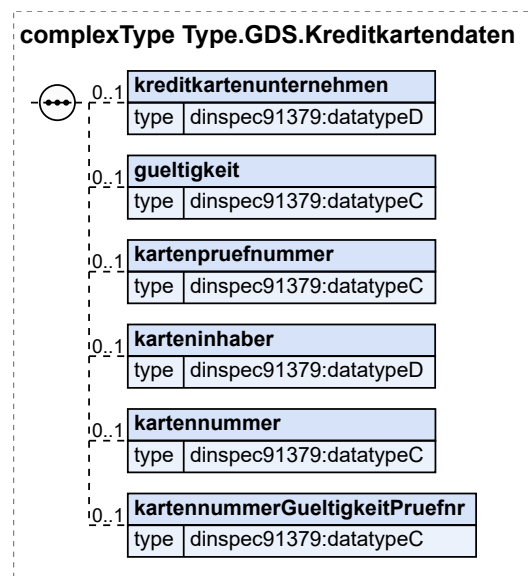 complexType Type.GDS.Kreditkartendaten
0..1 kreditkartenunternehmen
type dinspec91379:datatypeD
0..1 gueltigkeit
type dinspec91379:datatypeC
0..1 kartenpruefnummer
type dinspec91379:datatypeC
0..1 karteninhaber
type dinspec91379:datatypeD
0..1 kartennummer
type dinspec91379:datatypeC
0..1 kartennummerGueltigkeitPruefnr
type dinspec91379:datatypeC